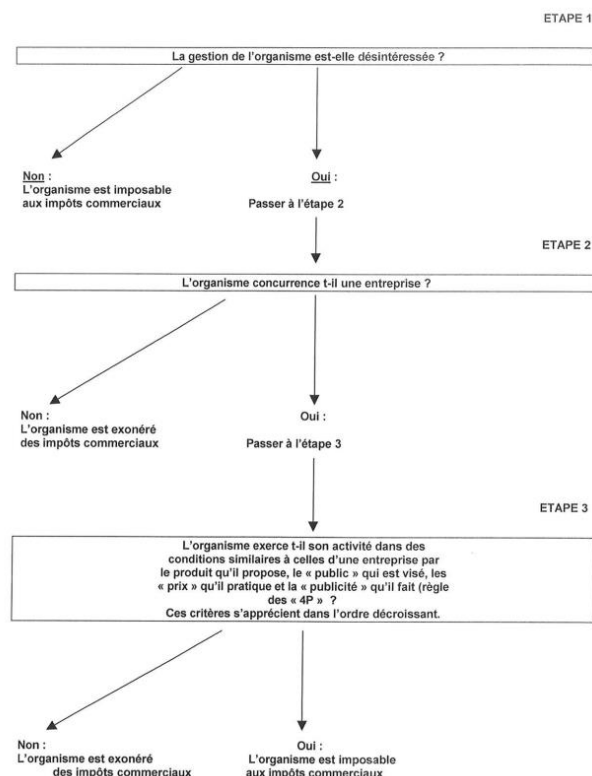 ETAPE 1
La gestion de l'organisme est-elle désintéressée ?
Non :
L'organisme est imposable
aux impôts commerciaux
Oui :
Passer à l'étape 2
ETAPE 2
L'organisme concurrence t-il une entreprise ?
Non :
L'organisme est exonéré
des impôts commerciaux
Oui :
Passer à l'étape 3
ETAPE 3
L'organisme exerce t-il son activité dans des
conditions similaires à celles d'une entreprise par
le produit qu'il propose, le « public » qui est visé, les
« prix » qu'il pratique et la « publicité » qu'il fait (règle
des « 4P » ?
Ces critères s'apprécient dans l'ordre décroissant.
Non :
L'organisme est exonéré
des impôts commerciaux
Oui :
L'organisme est imposable
aux impôts commerciaux